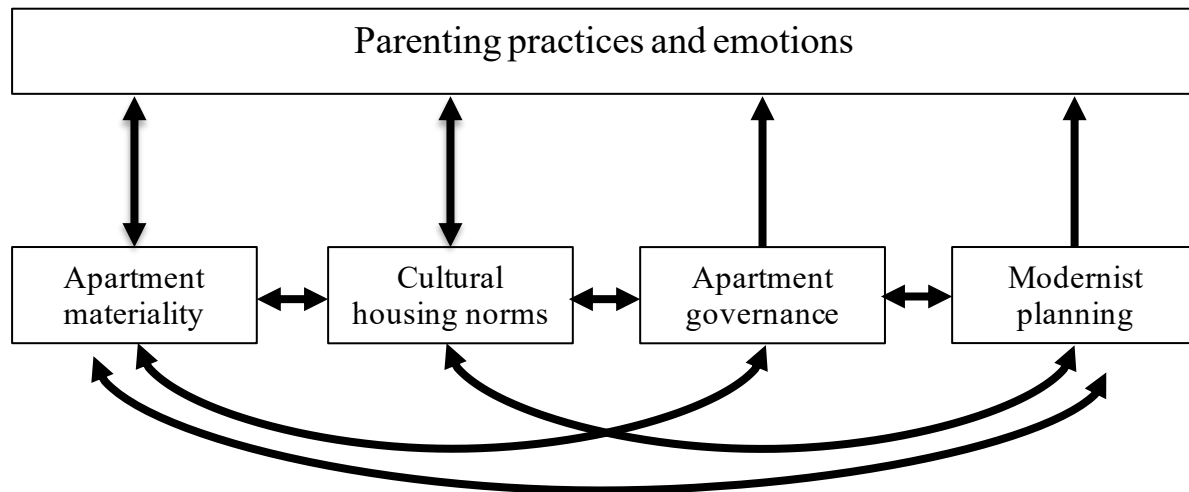 Parenting practices and emotions
Apartment
materiality
Cultural
housing norms
Apartment
governance
Modernist
planning